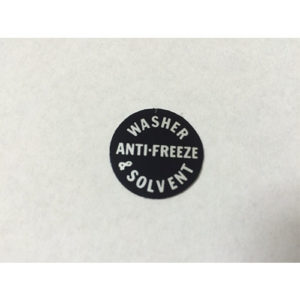 WASHER
ANTI-FREEZE
& SOLVENT